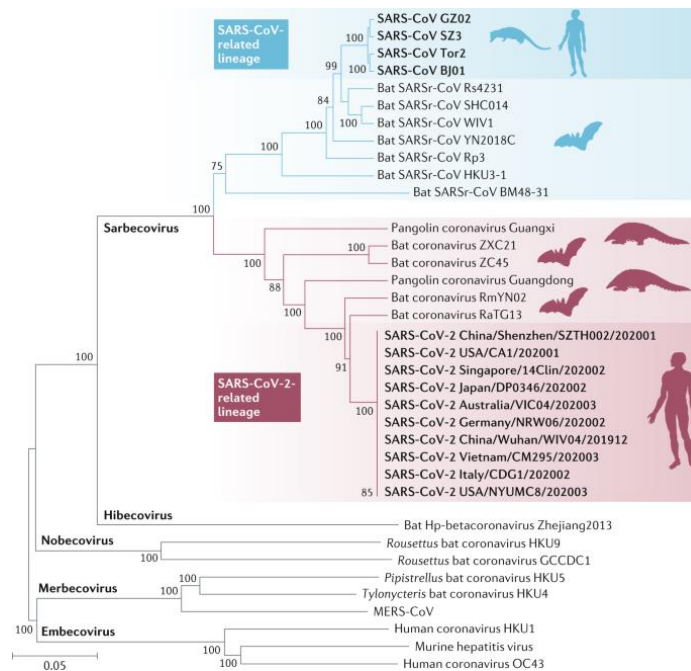 SARS-CoV-
related
lineage
SARS-CoV GZ02
SARS-CoV SZ3
SARS-CoV Tor2
SARS-CoV BJ01
Bat SARSr-CoV Rs4231
Bat SARSr-CoV SHC014
Bat SARSr-CoV WIV1
Bat SARSr-CoV YN2018C
Bat SARSr-CoV Rp3
Bat SARSr-CoV HKU3-1
Bat SARSr-CoV BM48-31
100
100
99
84
100
100
100
75
100
Sarbecovirus
Pangolin coronavirus Guangxi
Bat coronavirus ZXC21
Bat coronavirus ZC45
Pangolin coronavirus Guangdong
Bat coronavirus RmYN02
Bat coronavirus RaTG13
100
100
88
100
100
91
100
85
100
SARS-CoV-2-
related
lineage
SARS-CoV-2 China/Shenzhen/SZTH002/202001
SARS-CoV-2 USA/CA1/202001
SARS-CoV-2 Singapore/14Clin/202002
SARS-CoV-2 Japan/DP0346/202002
SARS-CoV-2 Australia/VIC04/202003
SARS-CoV-2 Germany/NRW06/202002
SARS-CoV-2 China/Wuhan/WIV04/201912
SARS-CoV-2 Vietnam/CM295/202003
SARS-CoV-2 Italy/CDG1/202002
SARS-CoV-2 USA/NYUMC8/202003
Hibecovirus
Bat Hp-betacoronavirus Zhejiang2013
Nobecovirus
Rousettus bat coronavirus HKU9
100
Rousettus bat coronavirus GCCDC1
Pipistrellus bat coronavirus HKU5
100
Merbecovirus
Tylonycteris bat coronavirus HKU4
100
MERS-CoV
100
Embecovirus
Human coronavirus HKU1
100
Murine hepatitis virus
100
Human coronavirus OC43
0.05